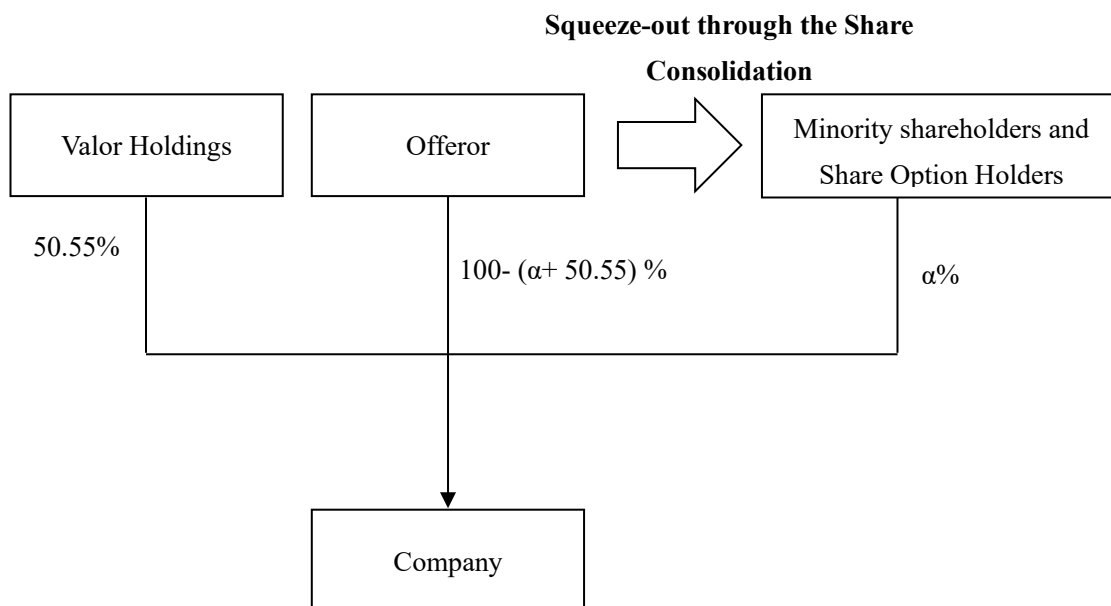 Squeeze-out through the Share
Consolidation
Valor Holdings
Offeror
Minority shareholders and
Share Option Holders
50.55%
100- (α+ 50.55) %
α%
Company